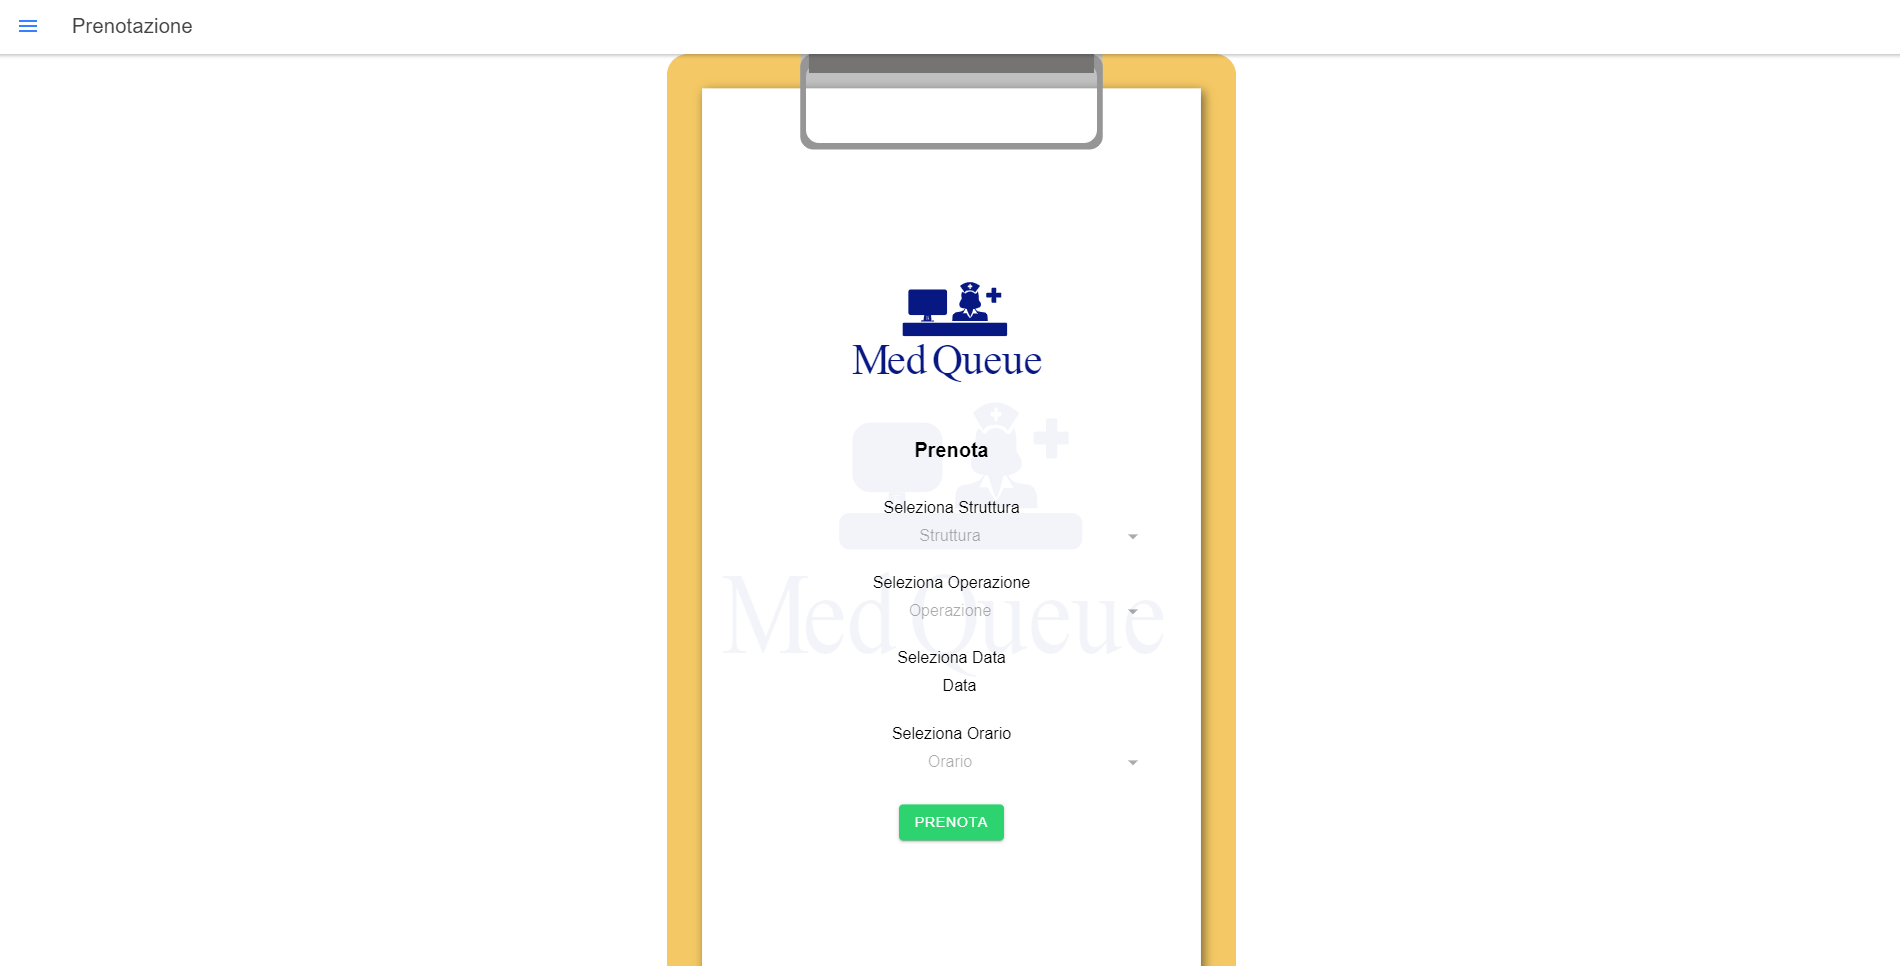 Prenotazione
Med Queue
Prenota
Seleziona Struttura
Struttura
Seleziona Operazione
Operazione
Med Queue
Seleziona Data
Data
Seleziona Orario
Orario
PRENOTA